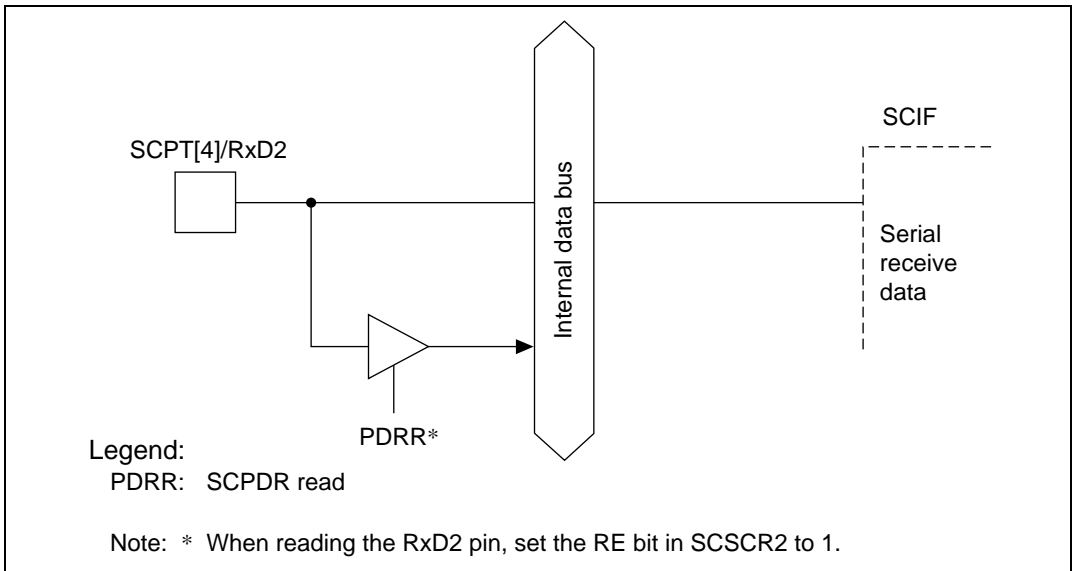 SCPT[4]/RxD2
Internal data bus
SCIF
Serial
receive
data
PDRR*
Legend:
PDRR: SCPDR read
Note: * When reading the RxD2 pin, set the RE bit in SCSCR2 to 1.